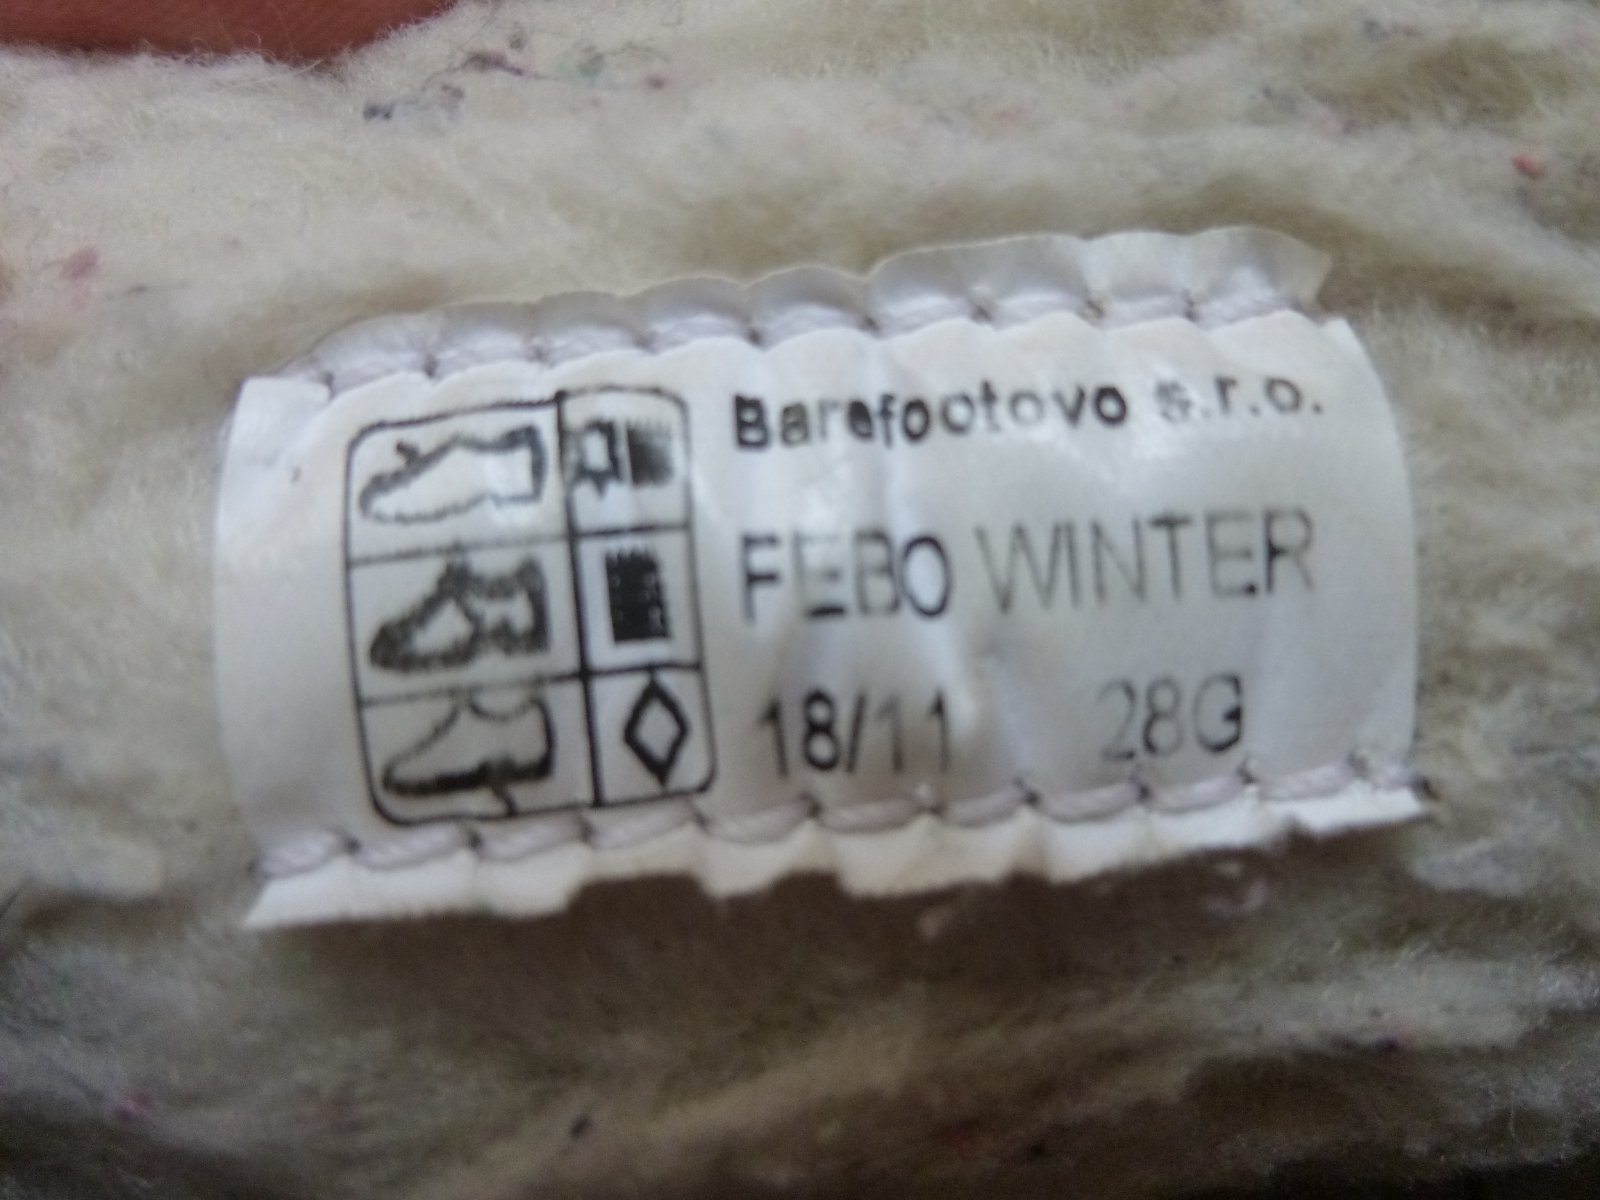 Barefootovo s.r.o.
FEBO WINTER
18/11 28G